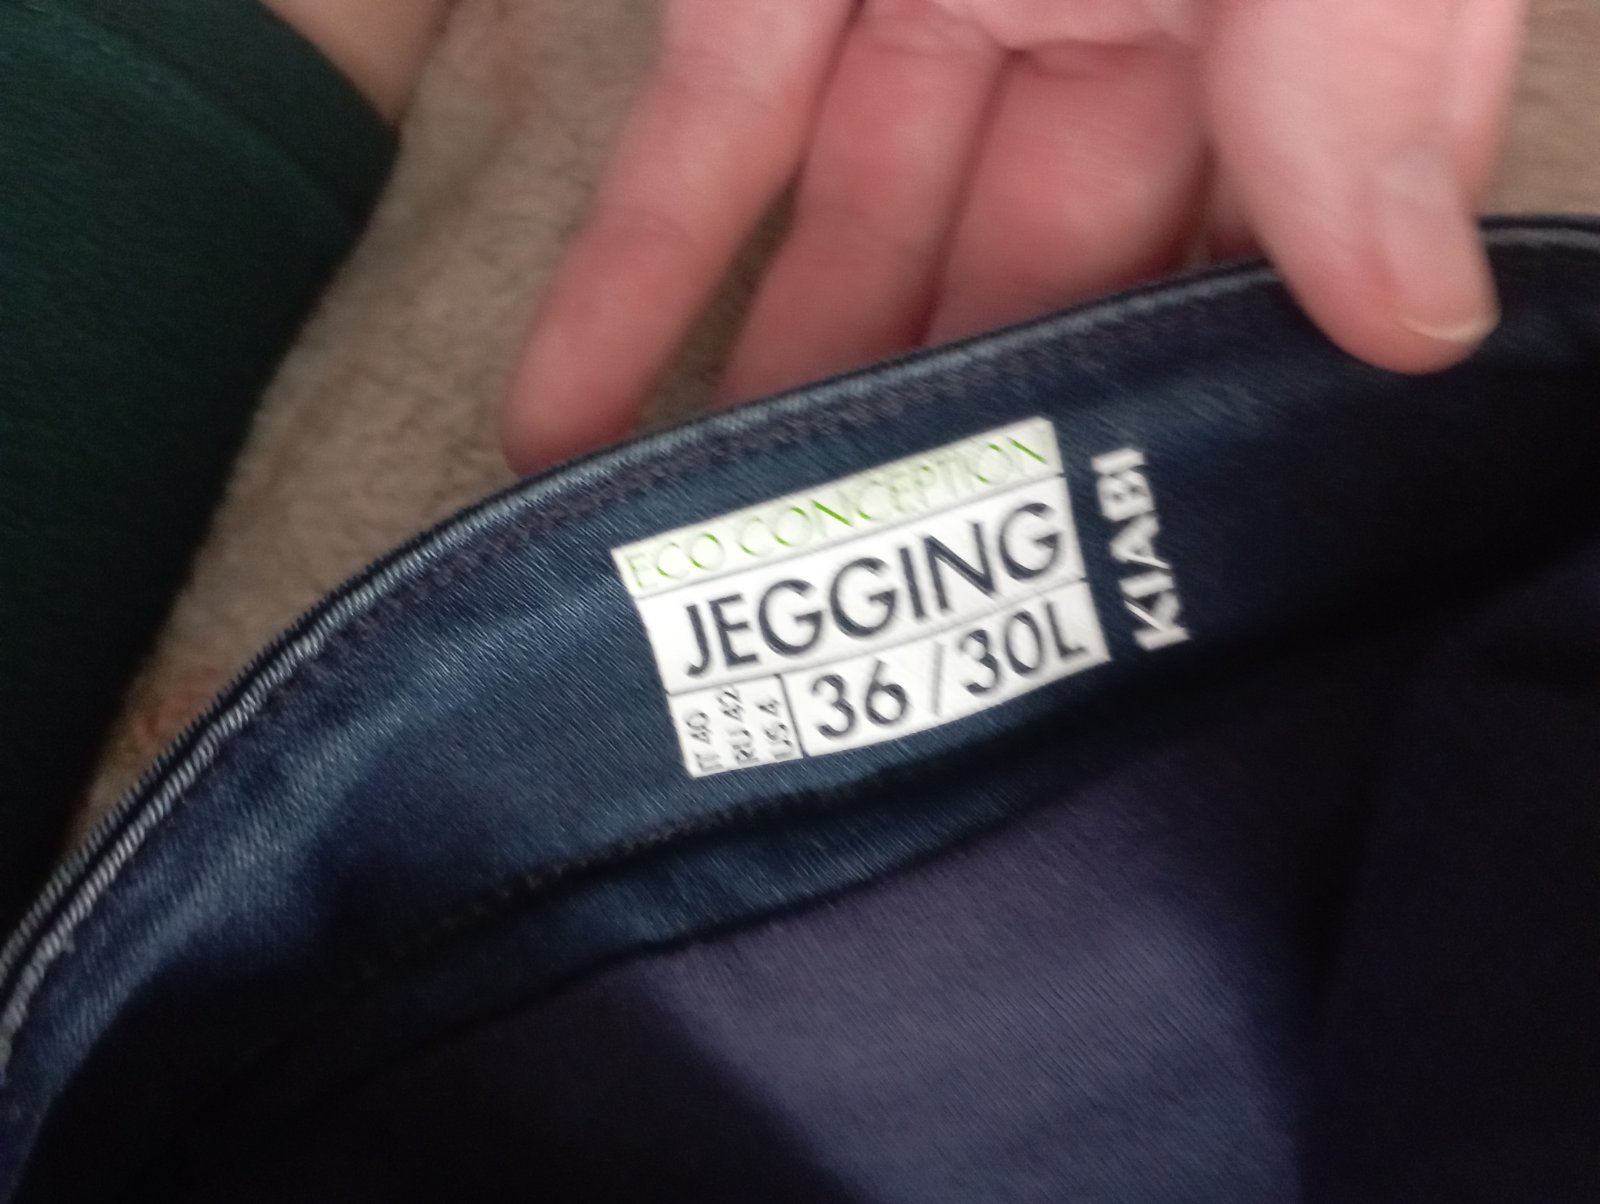 ECO CONCEPTION
JEGGING
IT 40
RU 42
US 4
36 / 30L
KIABI